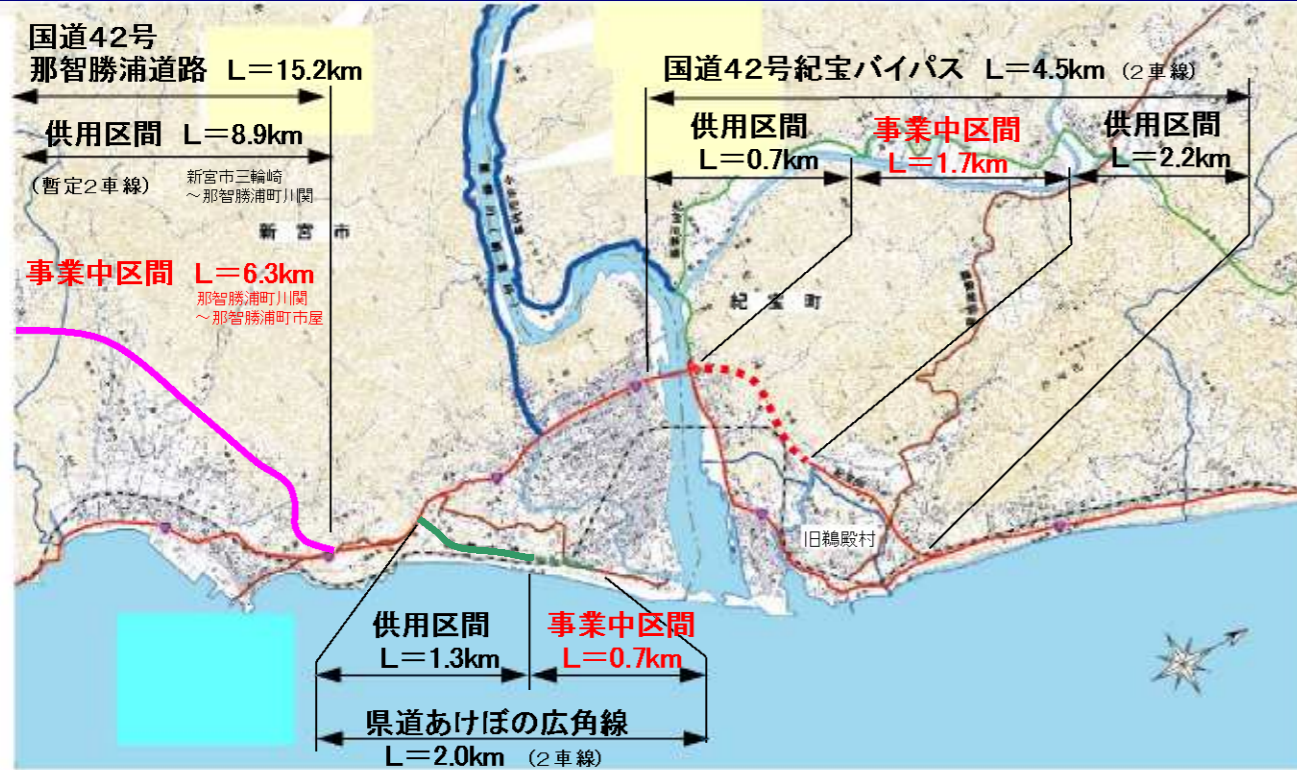 国道42号
那智勝浦道路 L=15.2km
供用区間 L=8.9km
(暫定2車線)
新宮市三輪崎
～那智勝浦町川関
新宮市
事業中区間 L=6.3km
那智勝浦町川関
～那智勝浦町市屋
国道42号紀宝バイパス L=4.5km (2車線)
供用区間
L=0.7km
事業中区間
L=1.7km
供用区間
L=2.2km
紀宝町
旧鵜殿村
供用区間
L=1.3km
事業中区間
L=0.7km
県道あけぼの広角線
L=2.0km (2車線)